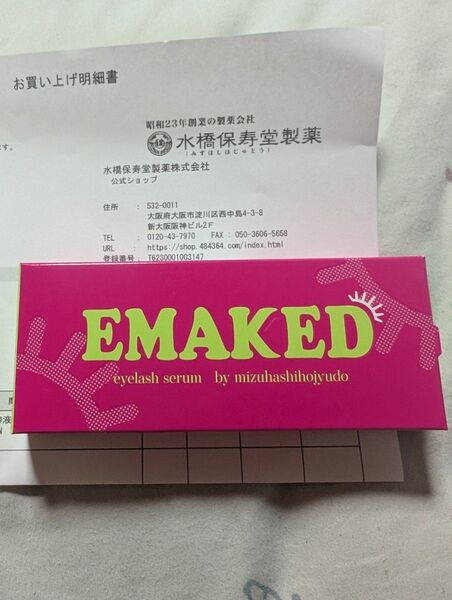 お買い上げ明細書
ます。
昭和23年創業の製薬会社
水橋保寿堂製薬
(みずはしほじゅどう)
水橋保寿堂製薬株式会社
公式ショップ
住所 : 532-0011
大阪府大阪市淀川区西中島4-3-8
新大阪阪神ビル2F
TEL : 0120-43-7970 FAX : 050-3606-5658
URL : https://shop.484364.com/index.html
登録番号 : T6230001003147
EMAKED
eyelash serum by mizuhashihojyudo